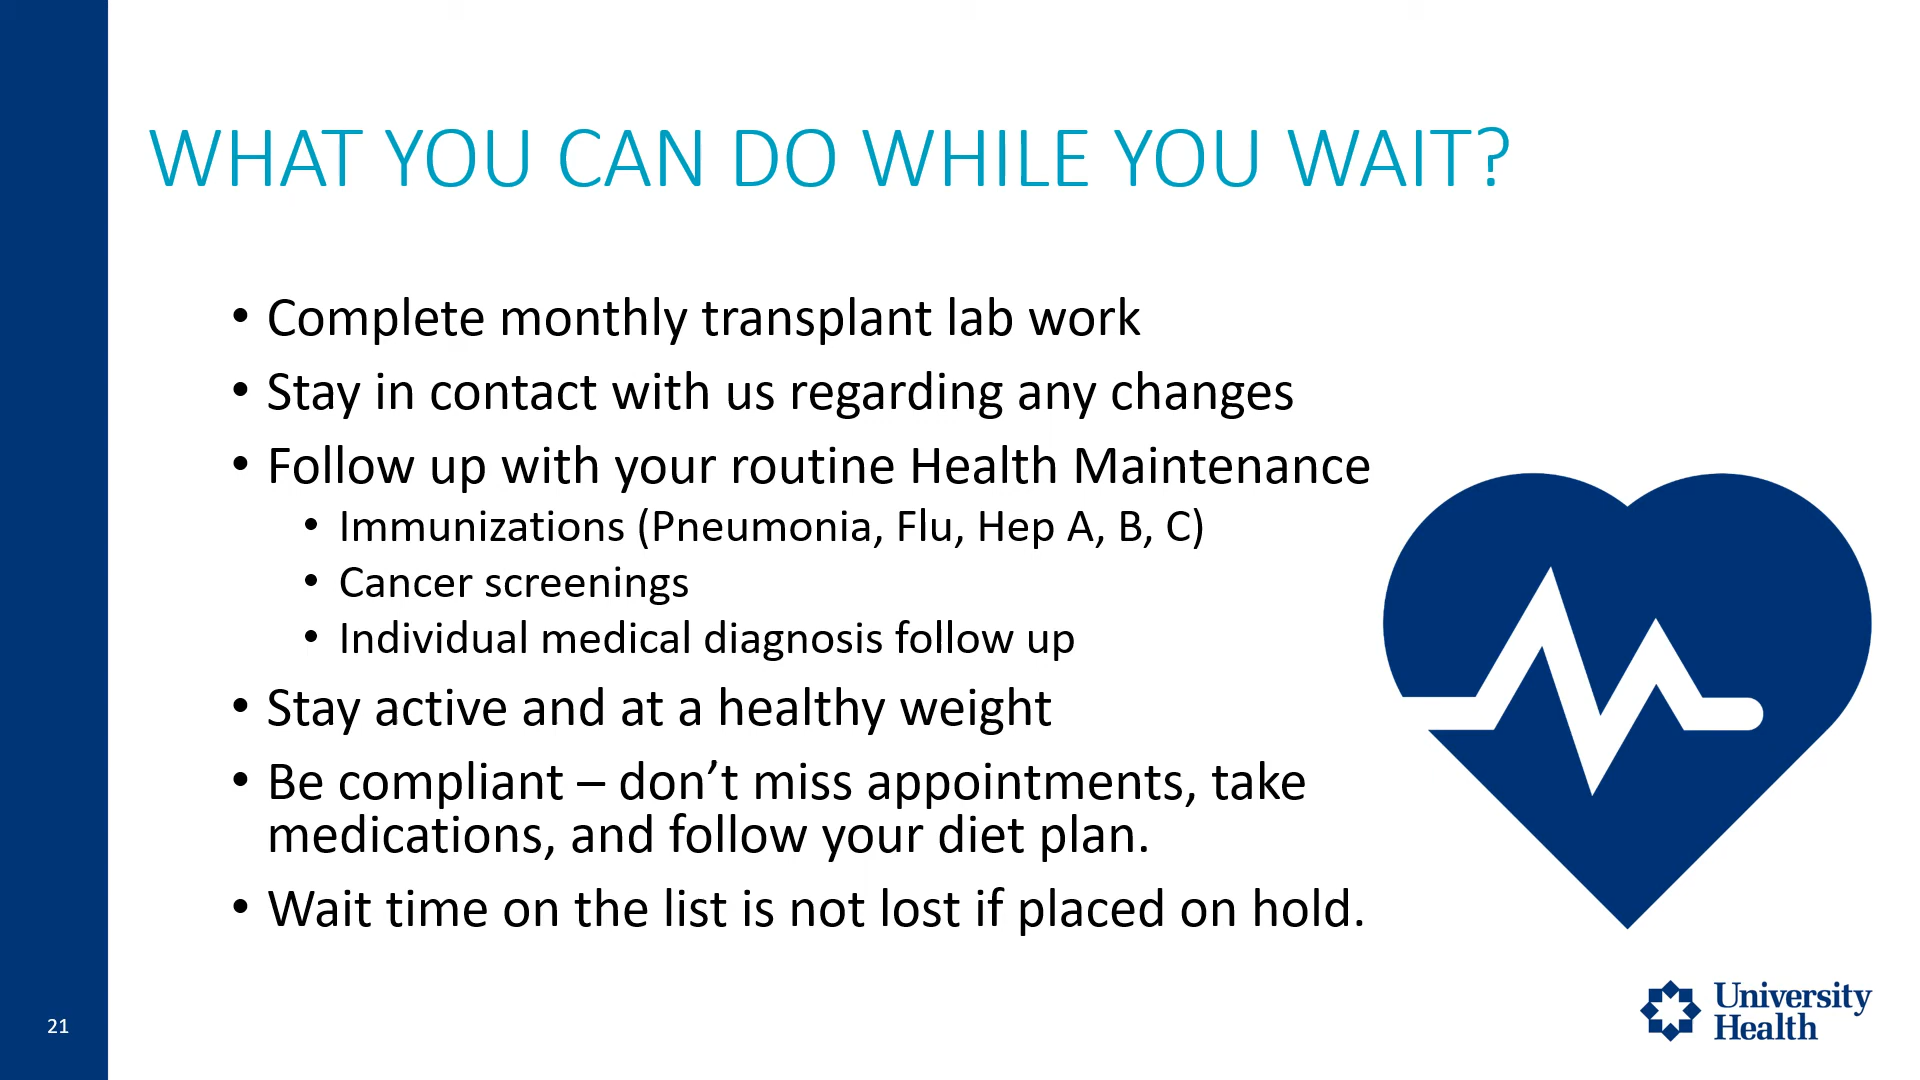 WHAT YOU CAN DO WHILE YOU WAIT?
• Complete monthly transplant lab work
• Stay in contact with us regarding any changes
• Follow up with your routine Health Maintenance
• Immunizations (Pneumonia, Flu, Hep A, B, C)
• Cancer screenings
• Individual medical diagnosis follow up
• Stay active and at a healthy weight
• Be compliant – don’t miss appointments, take
medications, and follow your diet plan.
• Wait time on the list is not lost if placed on hold.
21
University
Health